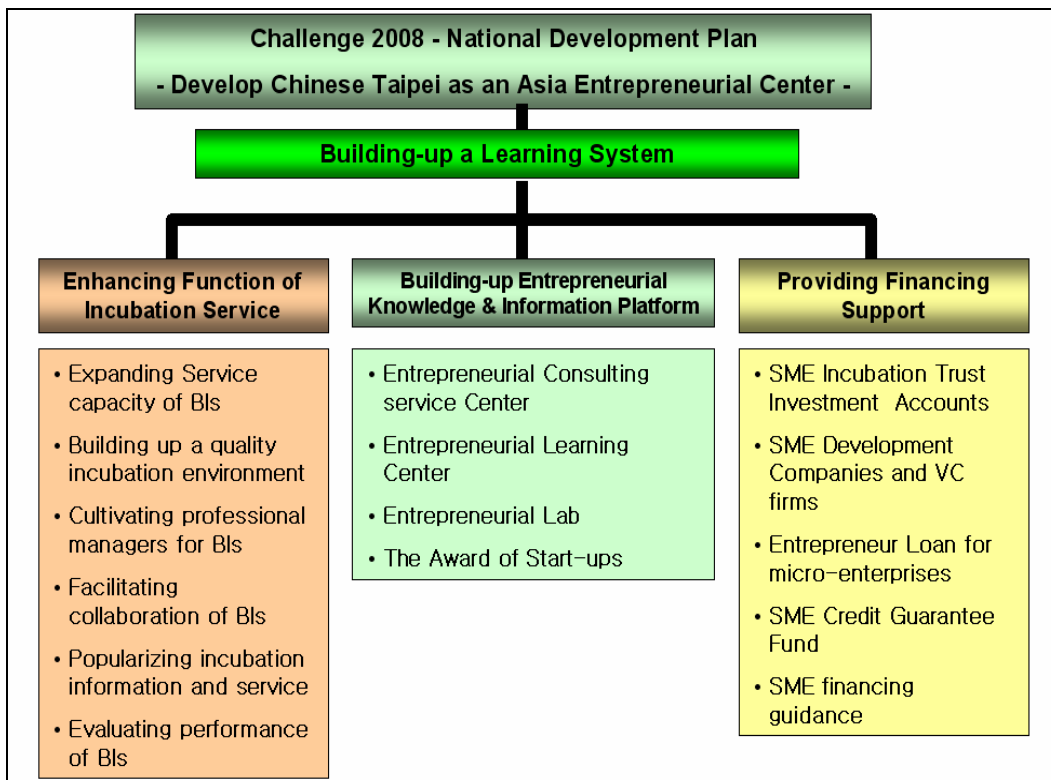 Challenge 2008 - National Development Plan
- Develop Chinese Taipei as an Asia Entrepreneurial Center -
Building-up a Learning System
Enhancing Function of
Incubation Service
• Expanding Service
capacity of BIs
• Building up a quality
incubation environment
• Cultivating professional
managers for BIs
• Facilitating
collaboration of BIs
• Popularizing incubation
information and service
• Evaluating performance
of BIs
Building-up Entrepreneurial
Knowledge & Information Platform
• Entrepreneurial Consulting
service Center
• Entrepreneurial Learning
Center
• Entrepreneurial Lab
• The Award of Start-ups
Providing Financing
Support
• SME Incubation Trust
Investment Accounts
• SME Development
Companies and VC
firms
• Entrepreneur Loan for
micro-enterprises
• SME Credit Guarantee
Fund
• SME financing
guidance